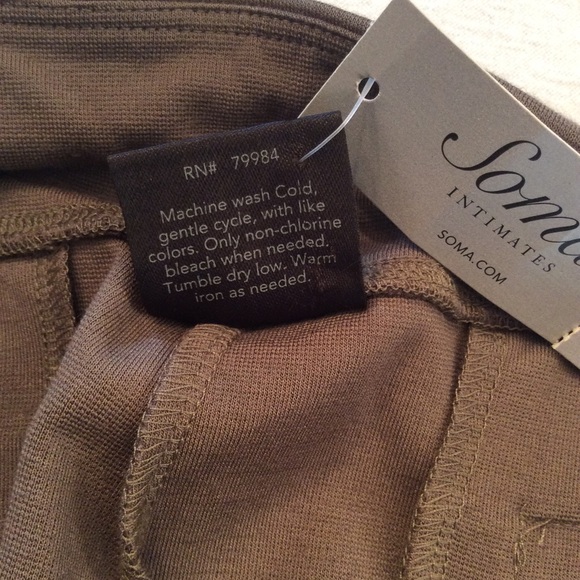 RN# 79984
Machine wash Cold,
gentle cycle, with like
colors. Only non-chlorine
bleach when needed.
Tumble dry low. Warm
iron as needed.
Soma
INTIMATES
SOMA.COM